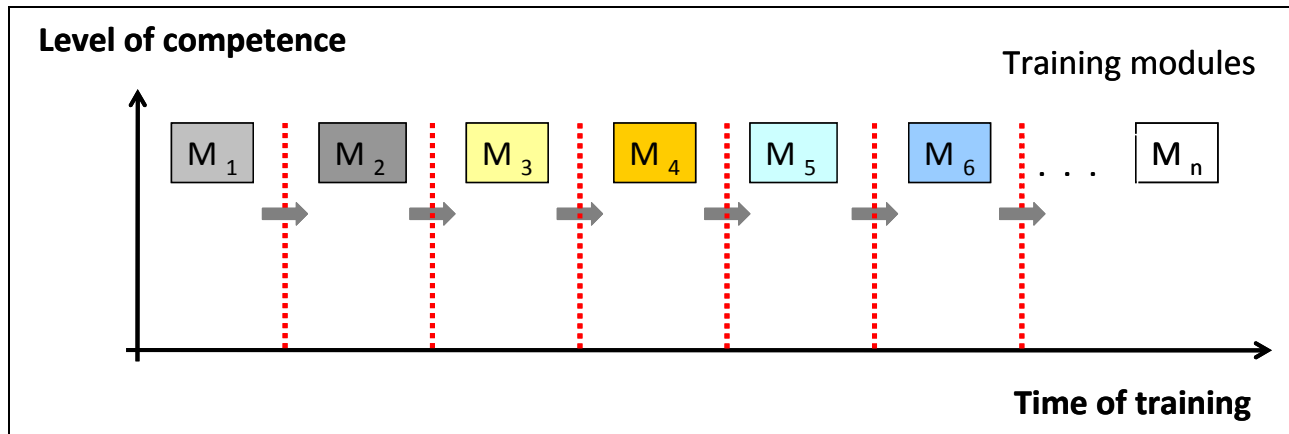 Level of competence
Training modules
M 1 M 2 M 3 M 4 M 5 M 6 . . . M n
Time of training